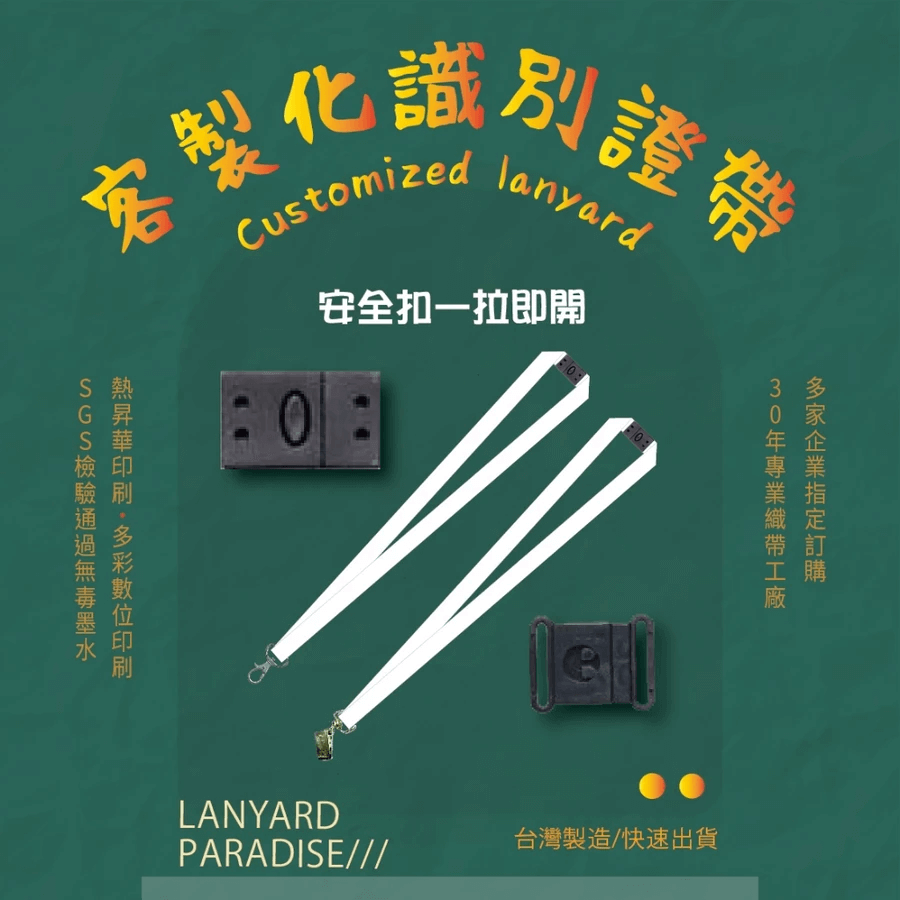 客製化識別證帶
Customized lanyard
安全扣一拉即開
熱昇華印刷·多彩數位印刷
SGS檢驗通過無毒墨水
多家企業指定訂購
30年專業織帶工廠
LANYARD
PARADISE///
台灣製造/快速出貨